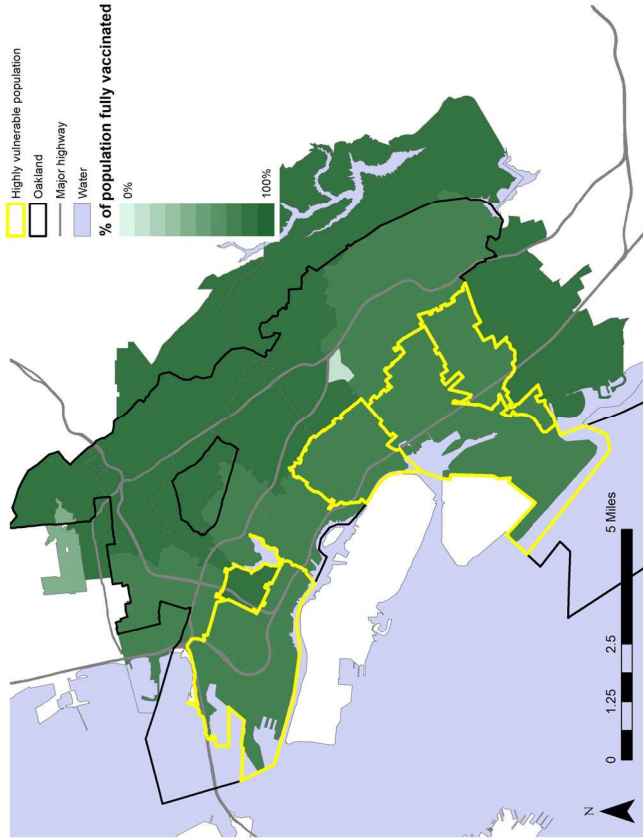 Highly vulnerable population
Oakland
Major highway
Water
% of population fully vaccinated
0%
100%
N
0 1.25 2.5 5 Miles